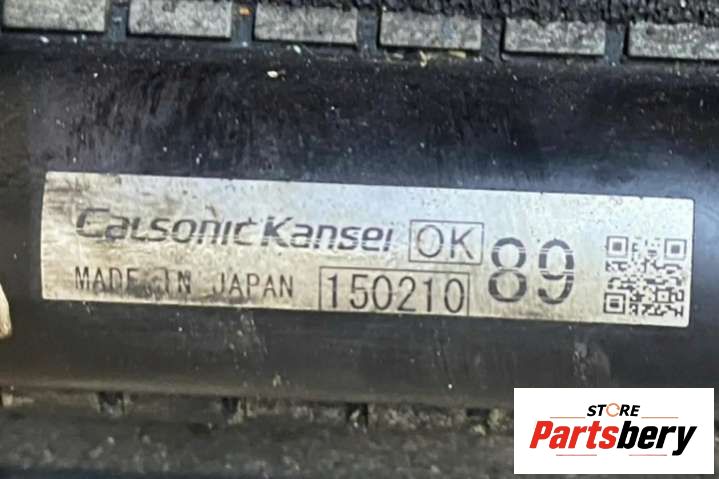 CalsonicKansei OK 89
MADE IN JAPAN 150210
STORE
Partsbery